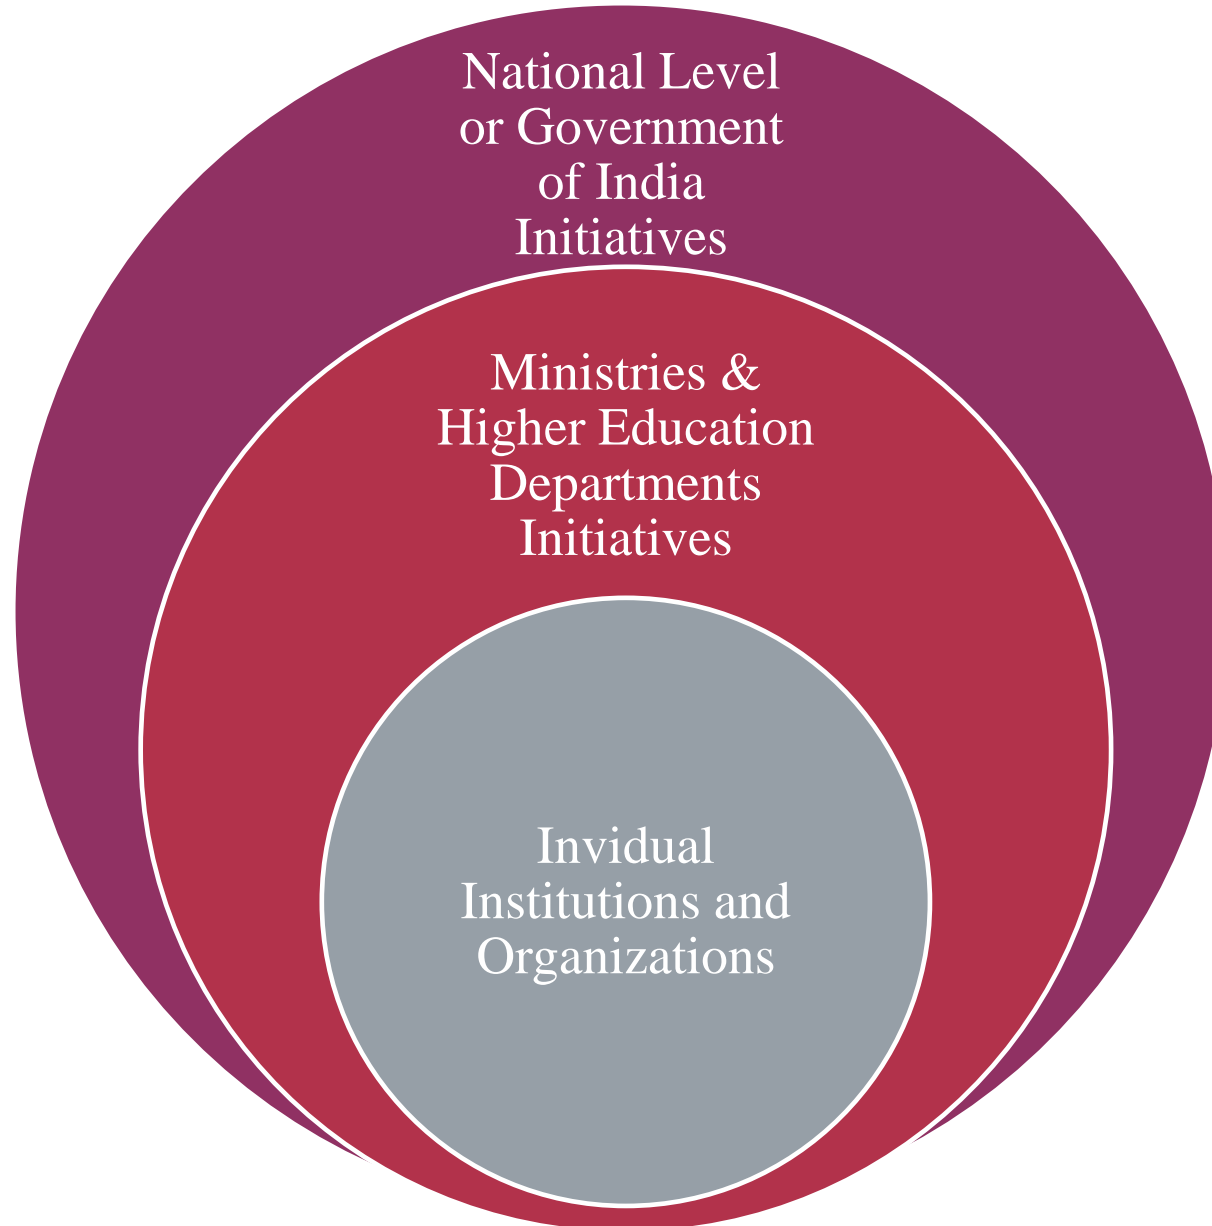 National Level
or Government
of India
Initiatives
Ministries &
Higher Education
Departments
Initiatives
Invidual
Institutions and
Organizations